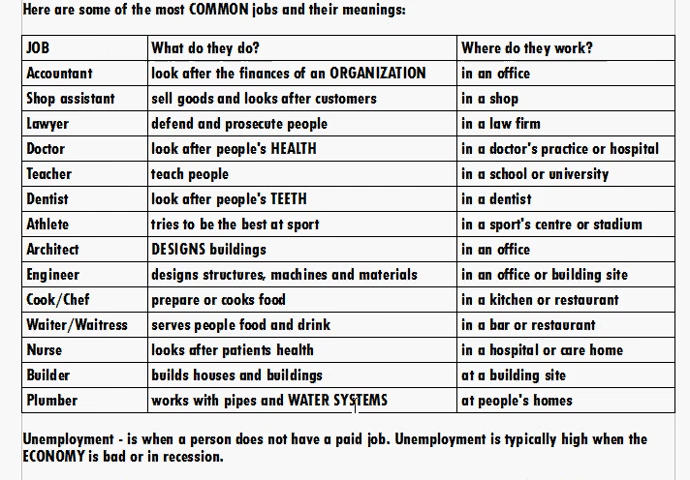 Here are some of the most COMMON jobs and their meanings:
JOB What do they do? Where do they work?
Accountant look after the finances of an ORGANIZATION in an office
Shop assistant sell goods and looks after customers in a shop
Lawyer defend and prosecute people in a law firm
Doctor look after people's HEALTH in a doctor's practice or hospital
Teacher teach people in a school or university
Dentist look after people's TEETH in a dentist
Athlete tries to be the best at sport in a sport's centre or stadium
Architect DESIGNS buildings in an office
Engineer designs structures, machines and materials in an office or building site
Cook/Chef prepare or cooks food in a kitchen or restaurant
Waiter/Waitress serves people food and drink in a bar or restaurant
Nurse looks after patients health in a hospital or care home
Builder builds houses and buildings at a building site
Plumber works with pipes and WATER SYSTEMS at people's homes
Unemployment - is when a person does not have a paid job. Unemployment is typically high when the
ECONOMY is bad or in recession.